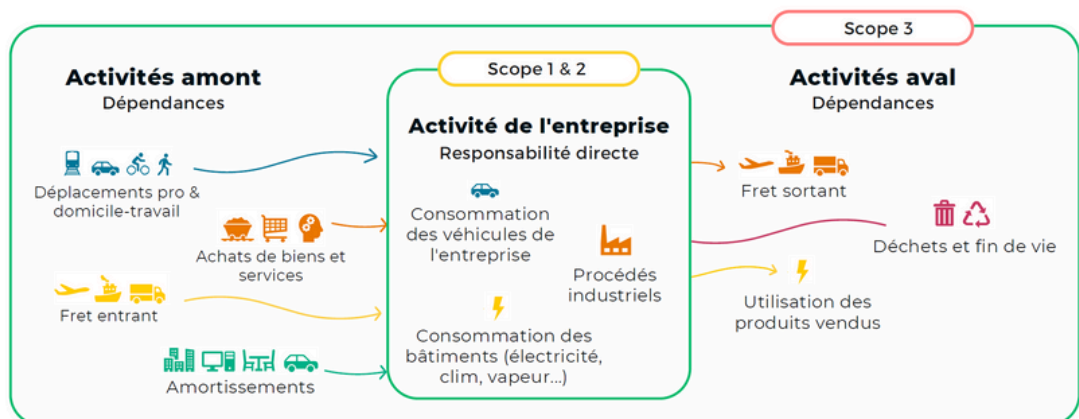 Scope 3
Scope 1 & 2
Activités amont
Dépendances
Déplacements pro &
domicile-travail
Achats de biens et
services
Fret entrant
Amortissements
Activité de l'entreprise
Responsabilité directe
Consommation
des véhicules de
l'entreprise
Procédés
industriels
Consommation des
bâtiments (électricité,
clim, vapeur...)
Activités aval
Dépendances
Fret sortant
Déchets et fin de vie
Utilisation des
produits vendus